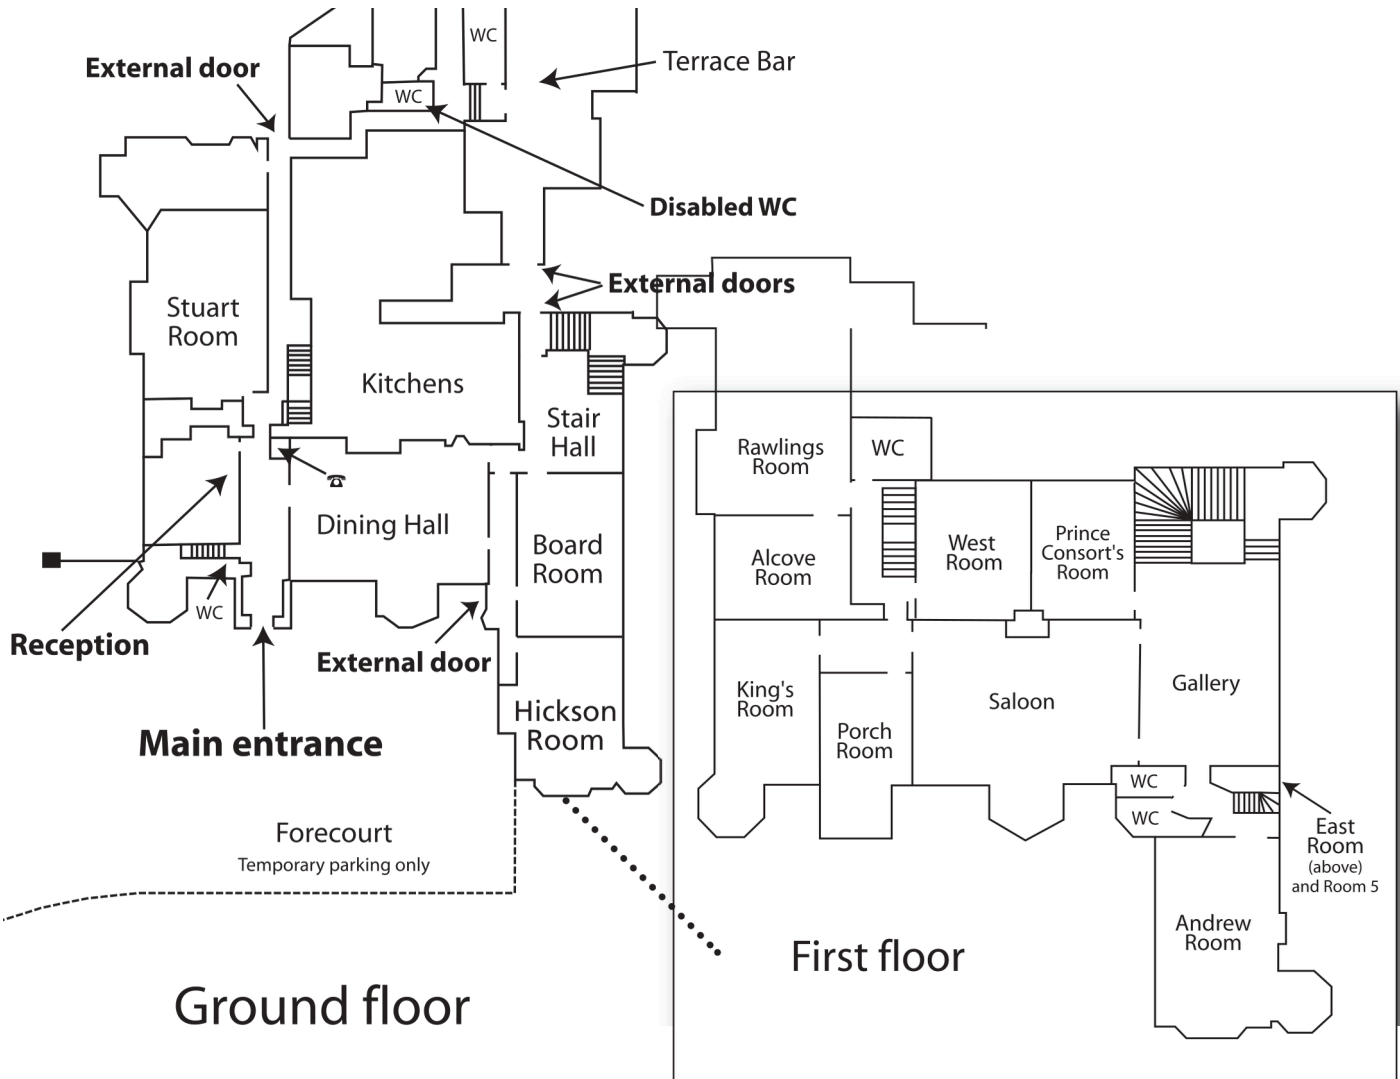 WC
External door
Terrace Bar
WC
Disabled WC
External doors
Stuart
Room
Kitchens
Stair
Hall
Dining Hall
Board
Room
WC
Reception
External door
Main entrance
Hickson
Room
Forecourt
Temporary parking only
Ground floor
Rawlings
Room
WC
Alcove
Room
West
Room
Prince
Consort's
Room
King's
Room
Porch
Room
Saloon
Gallery
WC
WC
East
Room
(above)
and Room 5
Andrew
Room
First floor